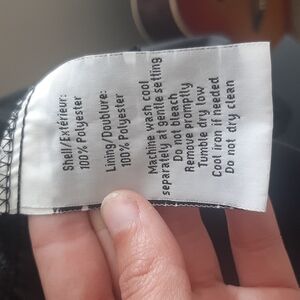 Shell/Extérieur:
100% Polyester
Lining/Doublure:
100% Polyester
Machine wash cool
separately at gentle setting
Do not bleach
Remove promptly
Tumble dry low
Cool iron if needed
Do not dry clean